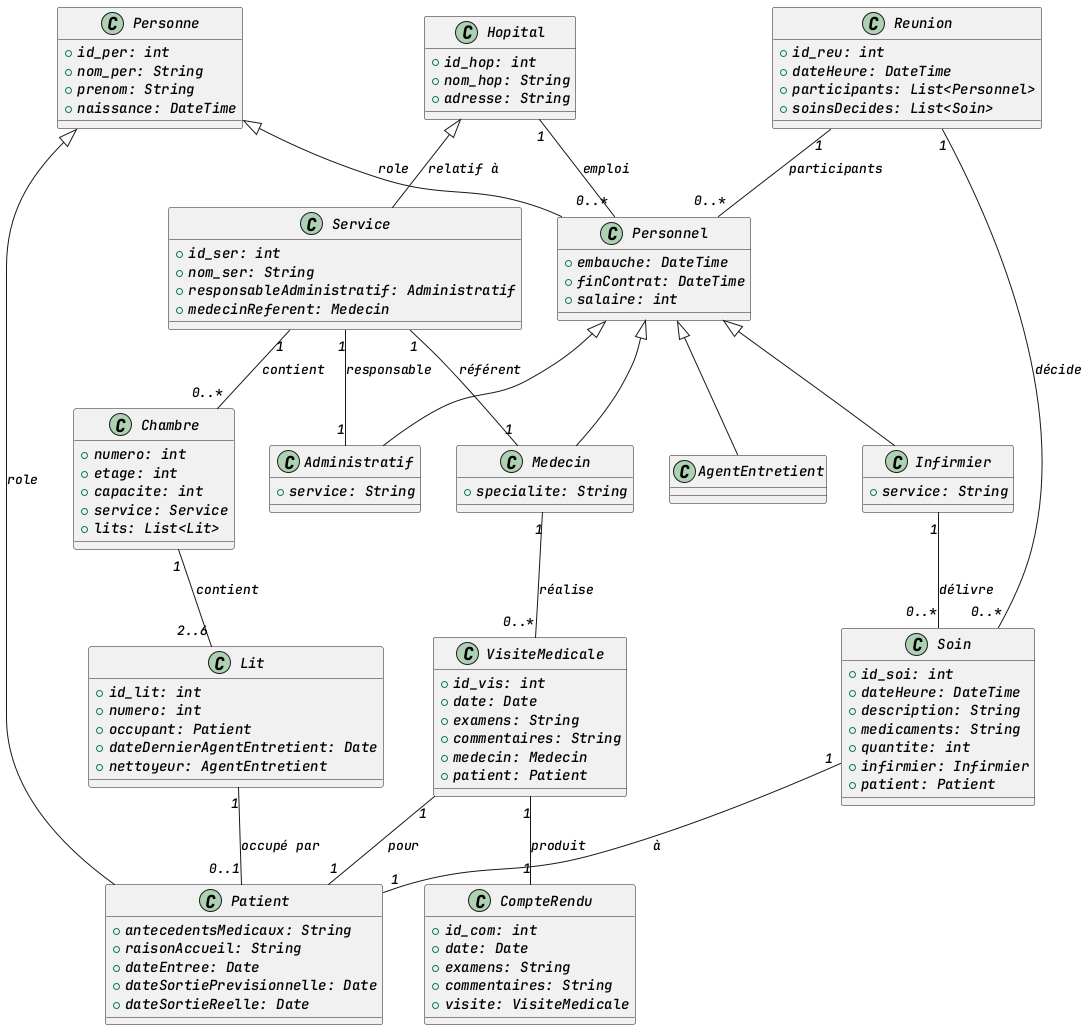 C Personne
id_per: int
nom_per: String
prenom: String
naissance: DateTime
C Hopital
id_hop: int
nom_hop: String
adresse: String
C Reunion
id_reu: int
dateHeure: DateTime
participants: List<Personnel>
soinsDecides: List<Soin>
1
1
1
role
relatif à
emploi
participants
0..*
0..*
C Service
id_ser: int
nom_ser: String
responsableAdministratif: Administratif
medecinReferent: Medecin
C Personnel
embauche: DateTime
finContrat: DateTime
salaire: int
1
1
1
contient
responsable
référent
décide
0..*
1
1
C Chambre
numero: int
etage: int
capacite: int
service: Service
lits: List<Lit>
C Administratif
service: String
C Medecin
specialite: String
C AgentEntretient
C Infirmier
service: String
role
1
1
1
contient
réalise
délivre
2..6
0..*
0..*
0..*
C Lit
id_lit: int
numero: int
occupant: Patient
dateDernierAgentEntretient: Date
nettoyeur: AgentEntretient
C VisiteMedicale
id_vis: int
date: Date
examens: String
commentaires: String
medecin: Medecin
patient: Patient
C Soin
id_soi: int
dateHeure: DateTime
description: String
medicaments: String
quantite: int
infirmier: Infirmier
patient: Patient
1
1
1
1
occupé par
pour
produit
à
0..1
1
1
1
C Patient
antecedentsMedicaux: String
raisonAccueil: String
dateEntree: Date
dateSortiePrevisionnelle: Date
dateSortieReelle: Date
C CompteRendu
id_com: int
date: Date
examens: String
commentaires: String
visite: VisiteMedicale